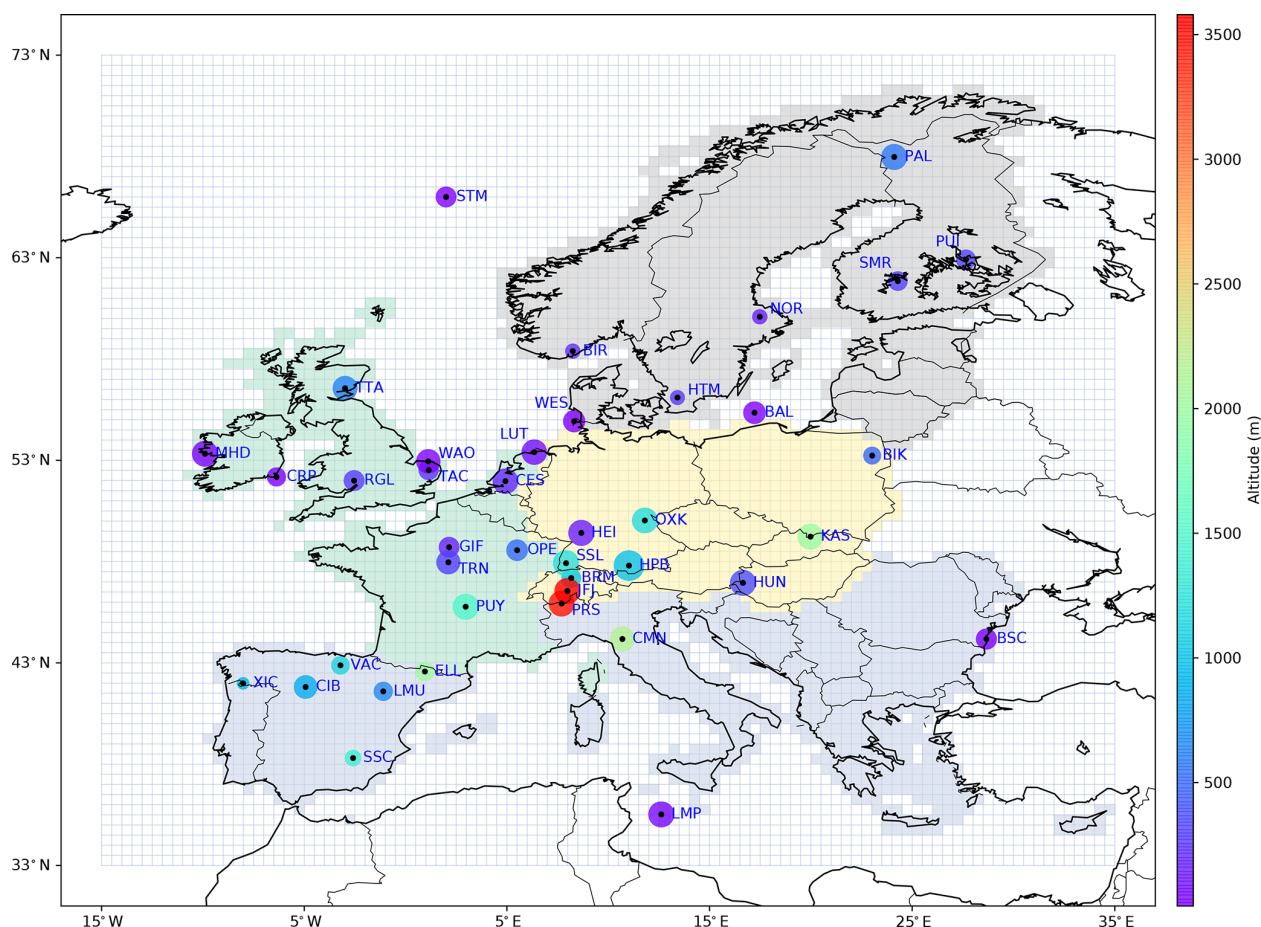 73°N
3500
PAL
3000
STM
63°N
PUI
SMR
2500
NOR
BIR
HTM
TTA
WES
BAL
2000
LUT
MHD
WAO
53°N
BIK
CRP
TAC
RGL
CES
Altitude (m)
OXK
1500
HEI
KAS
GIF
OPE
SSL
TRN
HPB
BRM
HUN
JFJ
PUY
PRS
CMN
BSC
1000
VAC
43°N
ELL
XIC
CIB
LMU
SSC
500
LMP
33°N
15°W
5°W
5°E
15°E
25°E
35°E